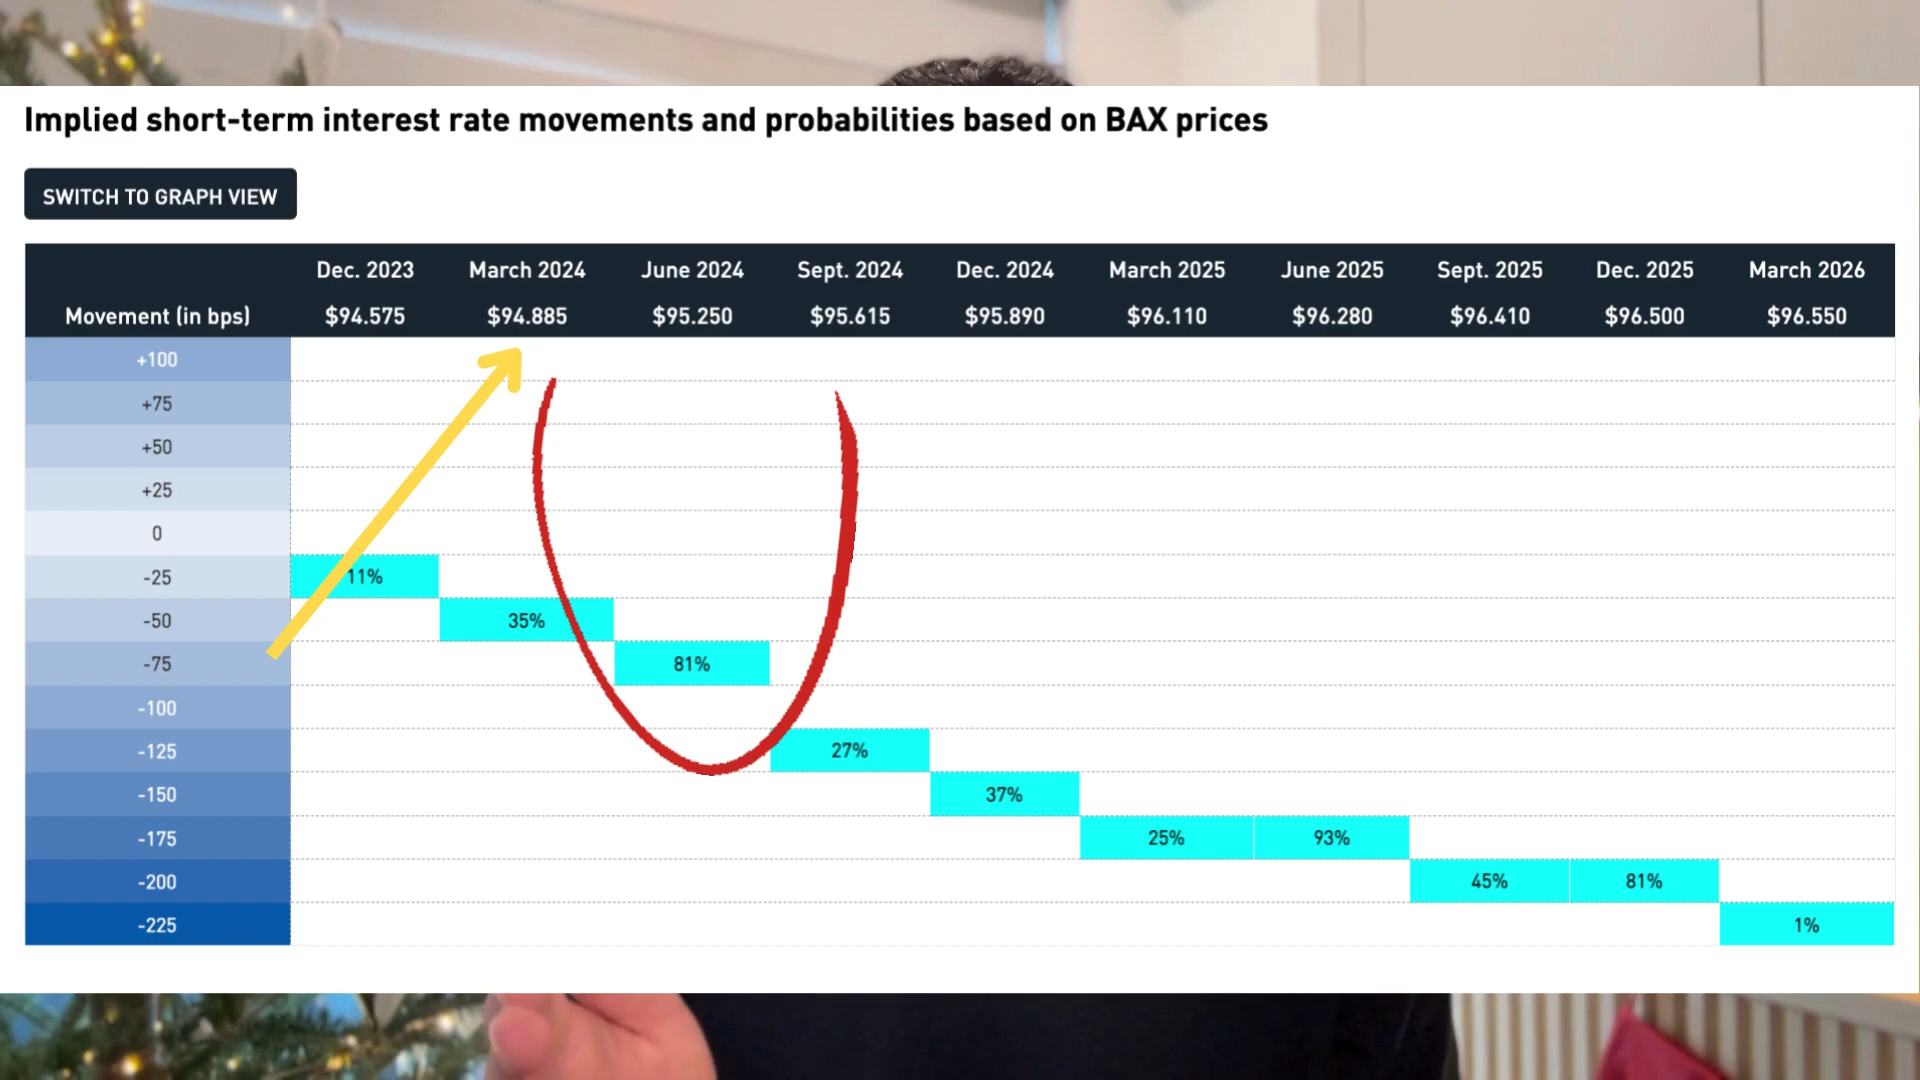 Implied short-term interest rate movements and probabilities based on BAX prices
SWITCH TO GRAPH VIEW
Dec. 2023 March 2024 June 2024 Sept. 2024 Dec. 2024 March 2025 June 2025 Sept. 2025 Dec. 2025 March 2026
Movement (in bps) $94.575 $94.885 $95.250 $95.615 $95.890 $96.110 $96.280 $96.410 $96.500 $96.550
+100
+75
+50
+25
0
-25 11%
-50 35%
-75 81%
-100
-125 27%
-150 37%
-175 25% 93%
-200 45% 81%
-225 1%